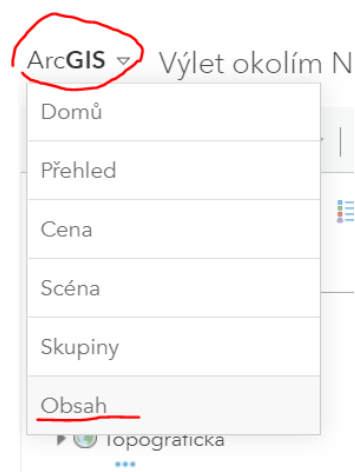 ArcGIS Výlet okolím N
Domů
Přehled
Cena
Scéna
Skupiny
Obsah
Topografická